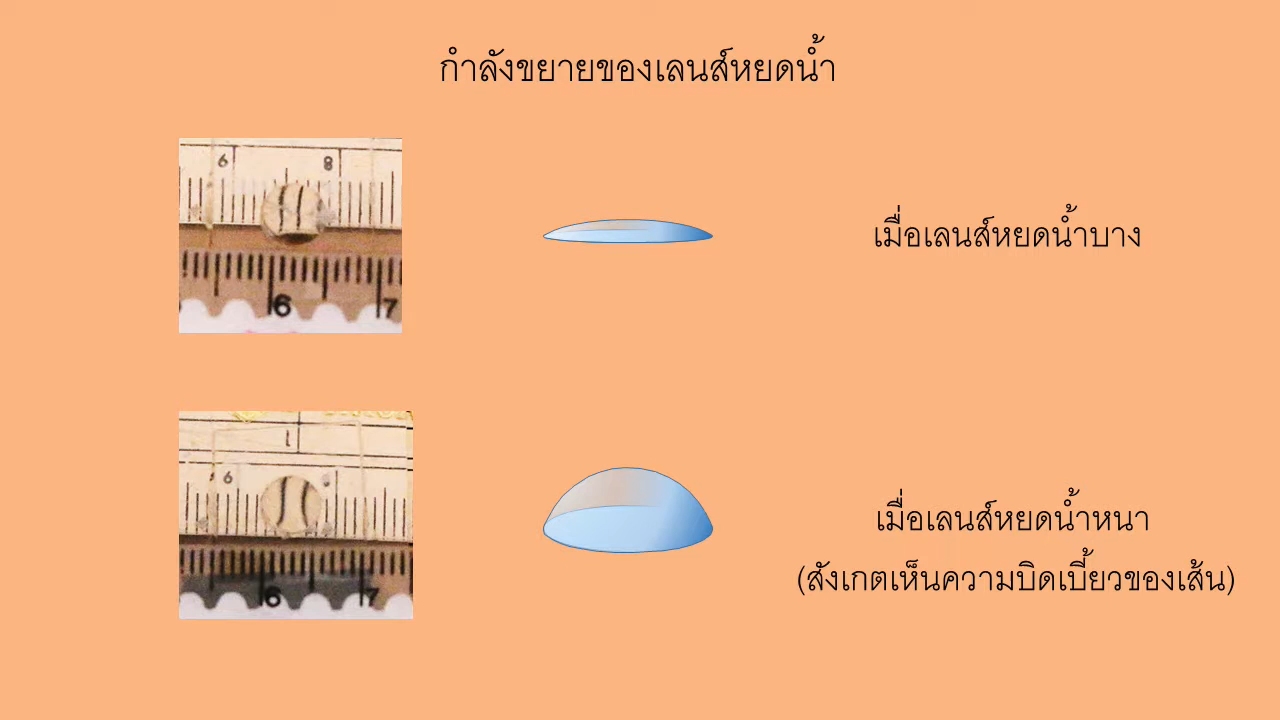 กำลังขยายของเลนส์หยดน้ำ
6 8
6 7
เมื่อเลนส์หยดน้ำบาง
1
6
6 7
เมื่อเลนส์หยดน้ำหนา
(สังเกตเห็นความบิดเบี้ยวของเส้น)